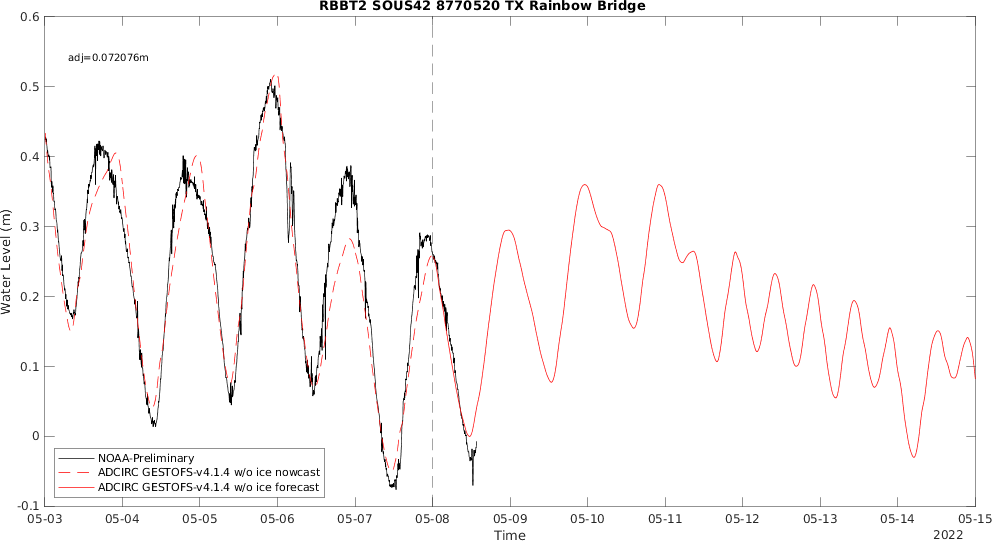 RBBT2 SOUS42 8770520 TX Rainbow Bridge
adj=0.072076m
0.6
0.5
0.4
0.3
0.2
0.1
0
-0.1
Water Level (m)
NOAA-Preliminary
ADCIRC GESTOFS-v4.1.4 w/o ice nowcast
ADCIRC GESTOFS-v4.1.4 w/o ice forecast
05-03 05-04 05-05 05-06 05-07 05-08 05-09 05-10 05-11 05-12 05-13 05-14 05-15
Time
2022